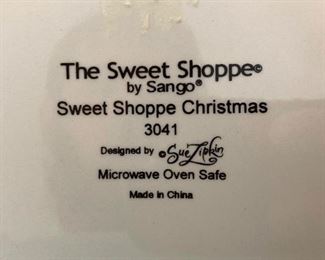 The Sweet Shoppe©
by Sango®
Sweet Shoppe Christmas
3041
Designed by ©Sue Zipkin
Microwave Oven Safe
Made in China